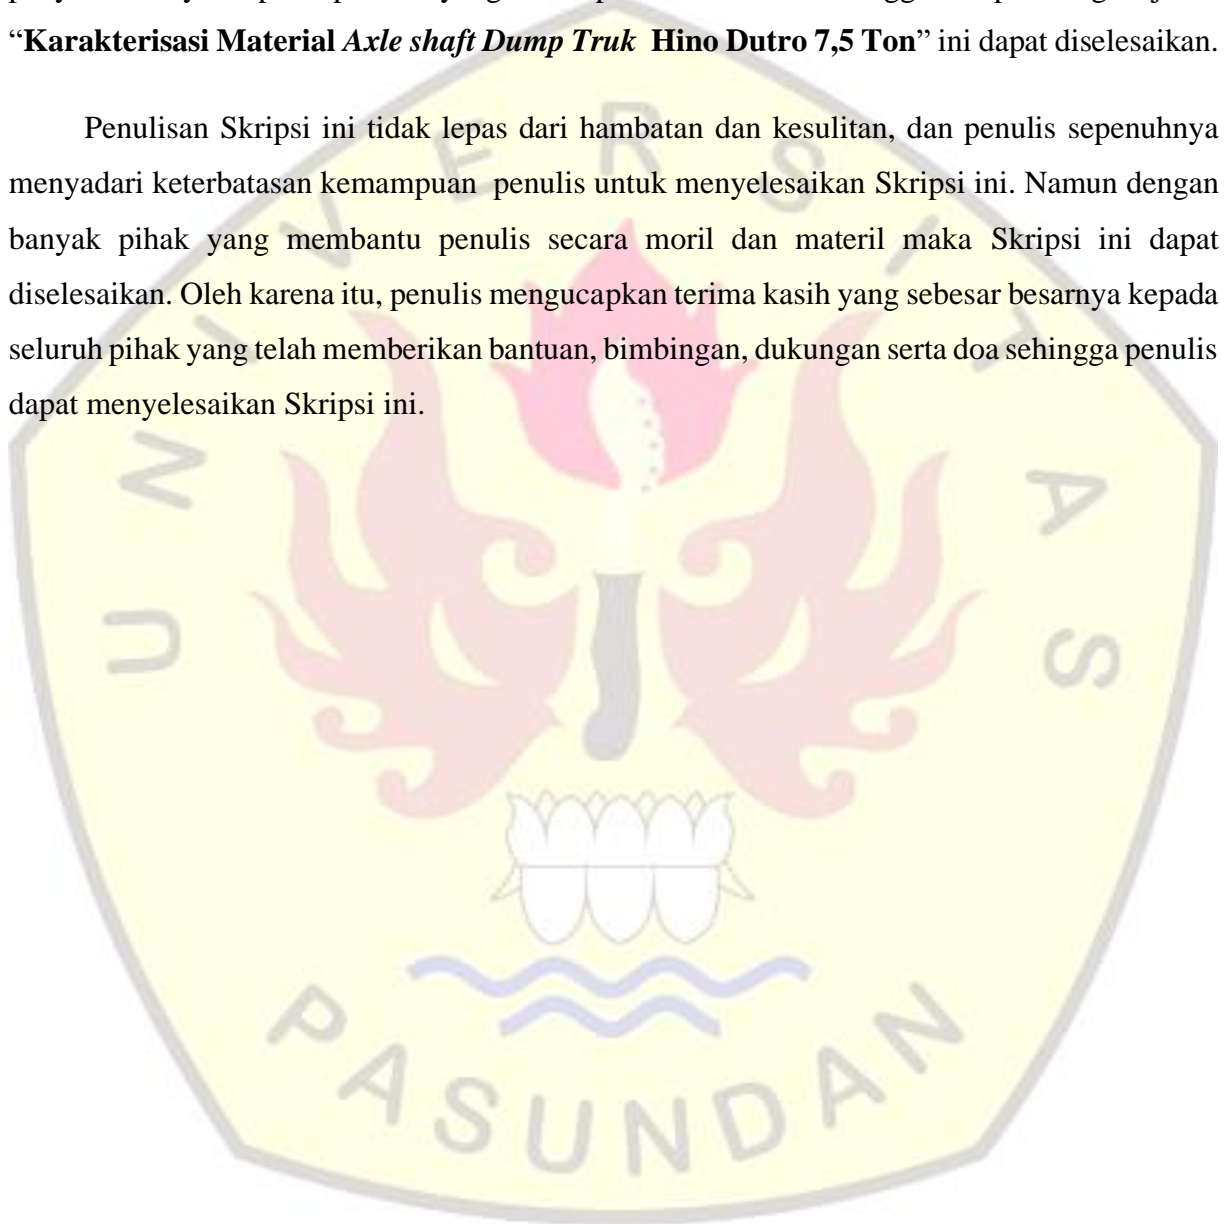 “Karakterisasi Material Axle shaft Dump Truk Hino Dutro 7,5 Ton” ini dapat diselesaikan.
Penulisan Skripsi ini tidak lepas dari hambatan dan kesulitan, dan penulis sepenuhnya
menyadari keterbatasan kemampuan penulis untuk menyelesaikan Skripsi ini. Namun dengan
banyak pihak yang membantu penulis secara moril dan materil maka Skripsi ini dapat
diselesaikan. Oleh karena itu, penulis mengucapkan terima kasih yang sebesar besarnya kepada
seluruh pihak yang telah memberikan bantuan, bimbingan, dukungan serta doa sehingga penulis
dapat menyelesaikan Skripsi ini.
UNIVERSITAS
PASUNDAN